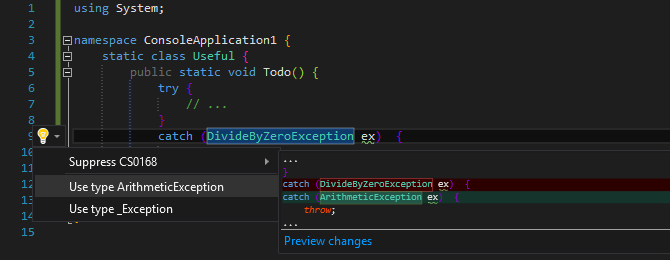 1 using System;
2
3 namespace ConsoleApplication1 {
4 static class Useful {
5 public static void Todo() {
6 try {
7 // ...
8 }
9 catch (DivideByZeroException ex) {
10
11
12
13
14
15
Suppress CS0168
Use type ArithmeticException
Use type _Exception
...
}
catch (DivideByZeroException ex) {
catch (ArithmeticException ex) {
throw;
...
Preview changes